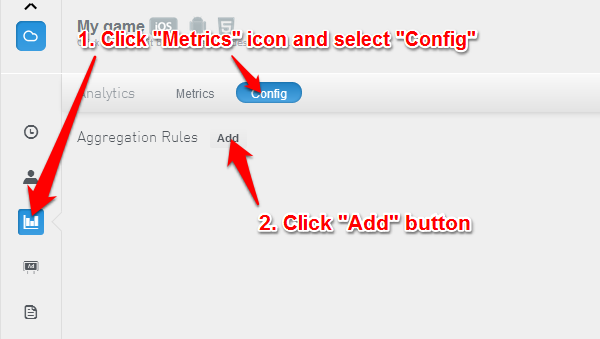 My game iOS
1. Click "Metrics" icon and select "Config"
Analytics Metrics Config
Aggregation Rules Add
2. Click "Add" button
Ad